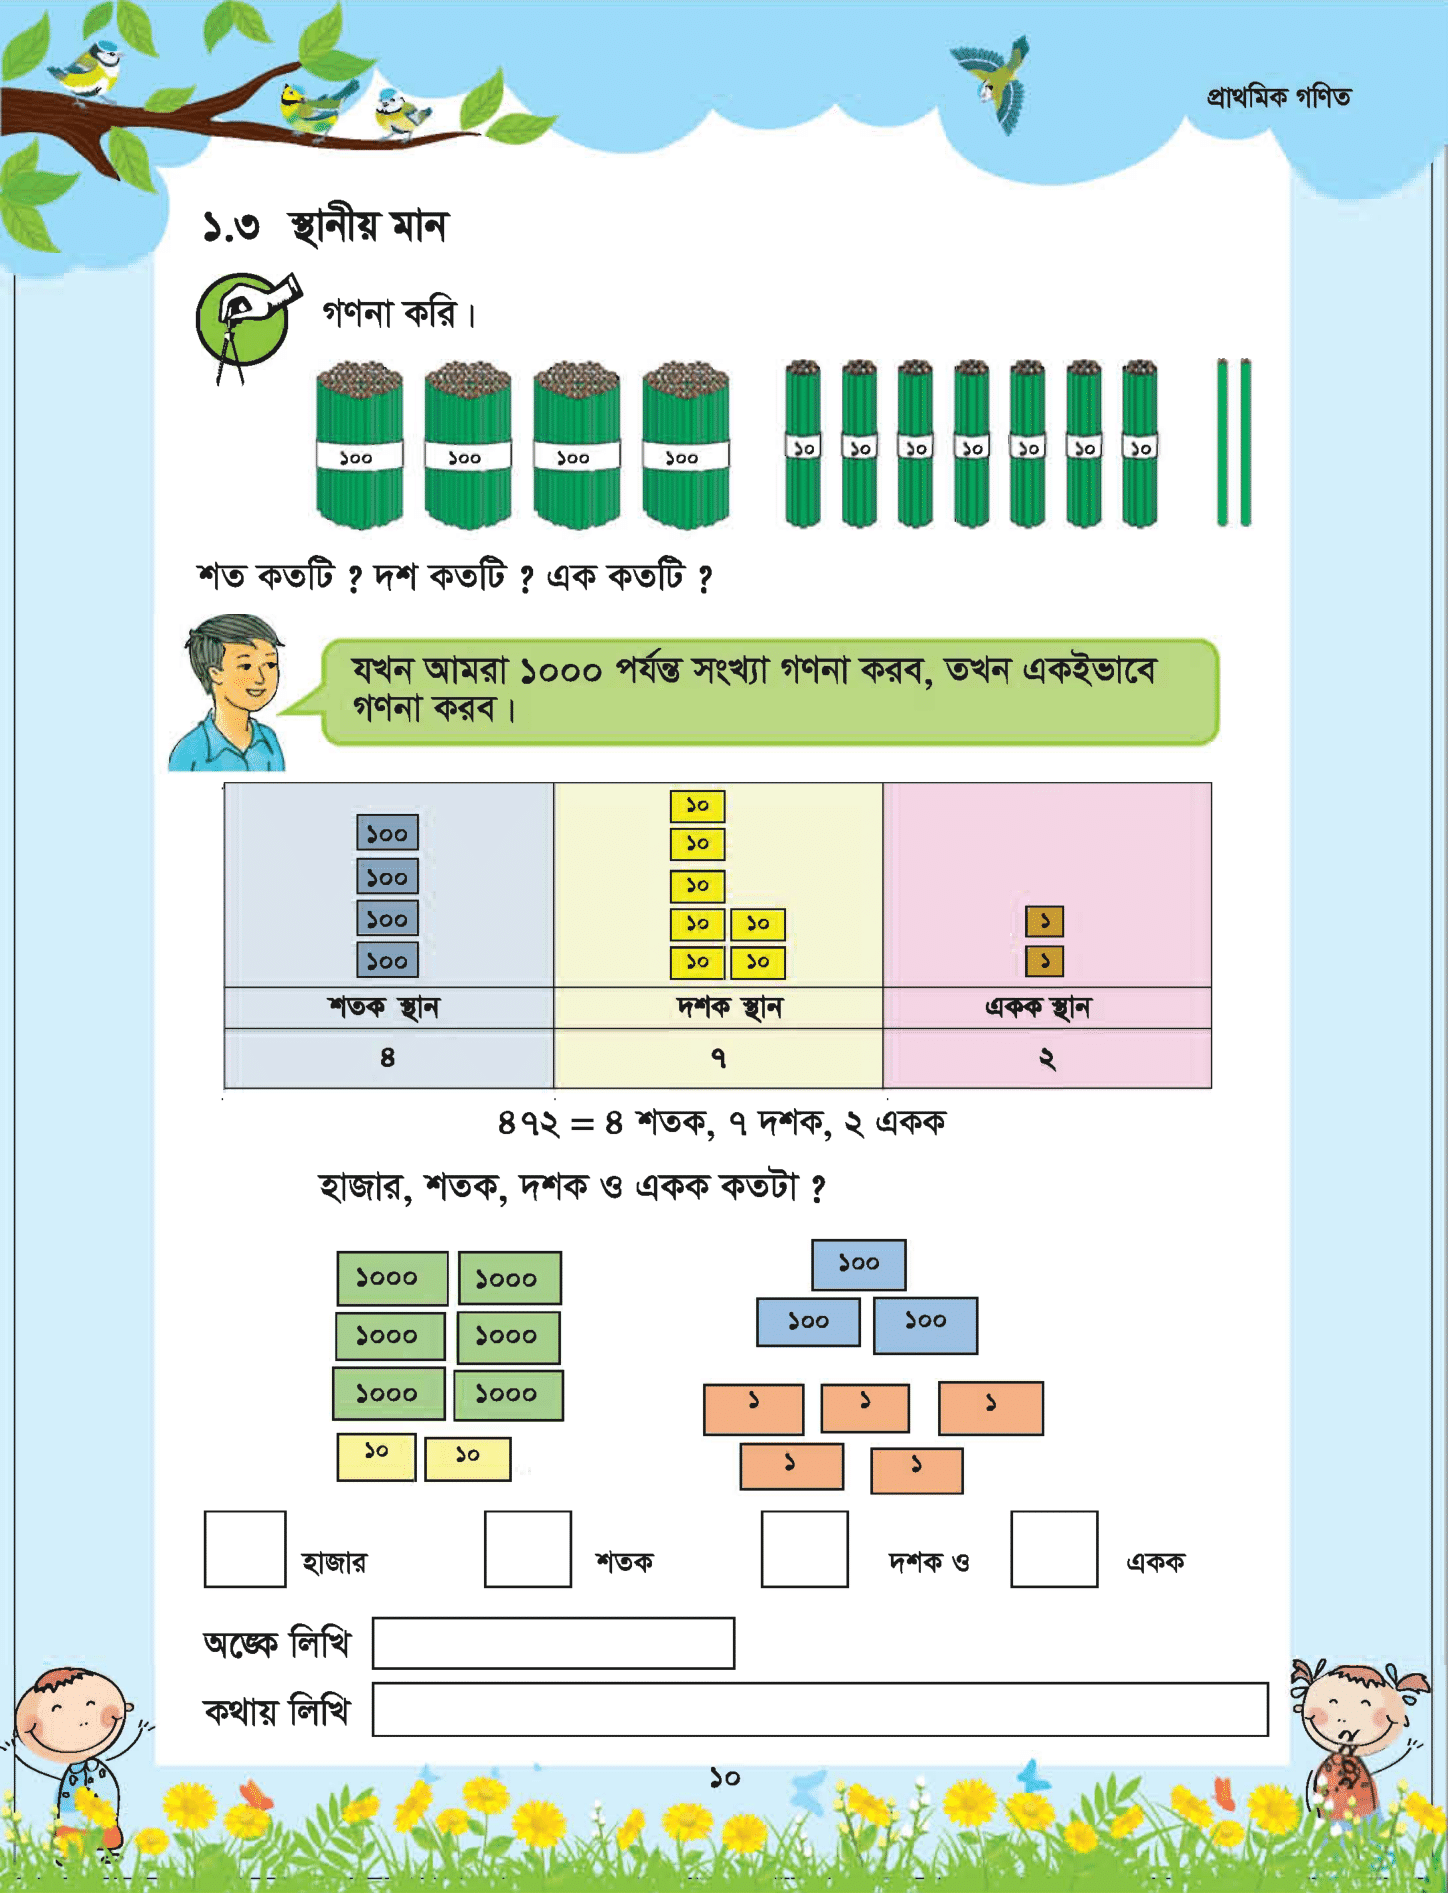 প্রাথমিক গণিত
১.৩ স্থানীয় মান
গণনা করি।
১০০ ১০০ ১০০ ১০০ ১০ ১০ ১০ ১০ ১০ ১০ ১০
শত কতটি ? দশ কতটি ? এক কতটি ?
যখন আমরা ১০০০ পর্যন্ত সংখ্যা গণনা করব, তখন একইভাবে
গণনা করব।
১০
১০০ ১০
১০০ ১০
১০০ ১০ ১০ ১
১০০ ১০ ১০ ১
শতক স্থান দশক স্থান একক স্থান
৪ ৭ ২
৪৭২ = ৪ শতক, ৭ দশক, ২ একক
হাজার, শতক, দশক ও একক কতটা ?
১০০০ ১০০০ ১০০
১০০০ ১০০০ ১০০ ১০০
১০০০ ১০০০ ১ ১ ১
১০ ১০ ১ ১
হাজার শতক দশক ও একক
অঙ্কে লিখি
কথায় লিখি
১০